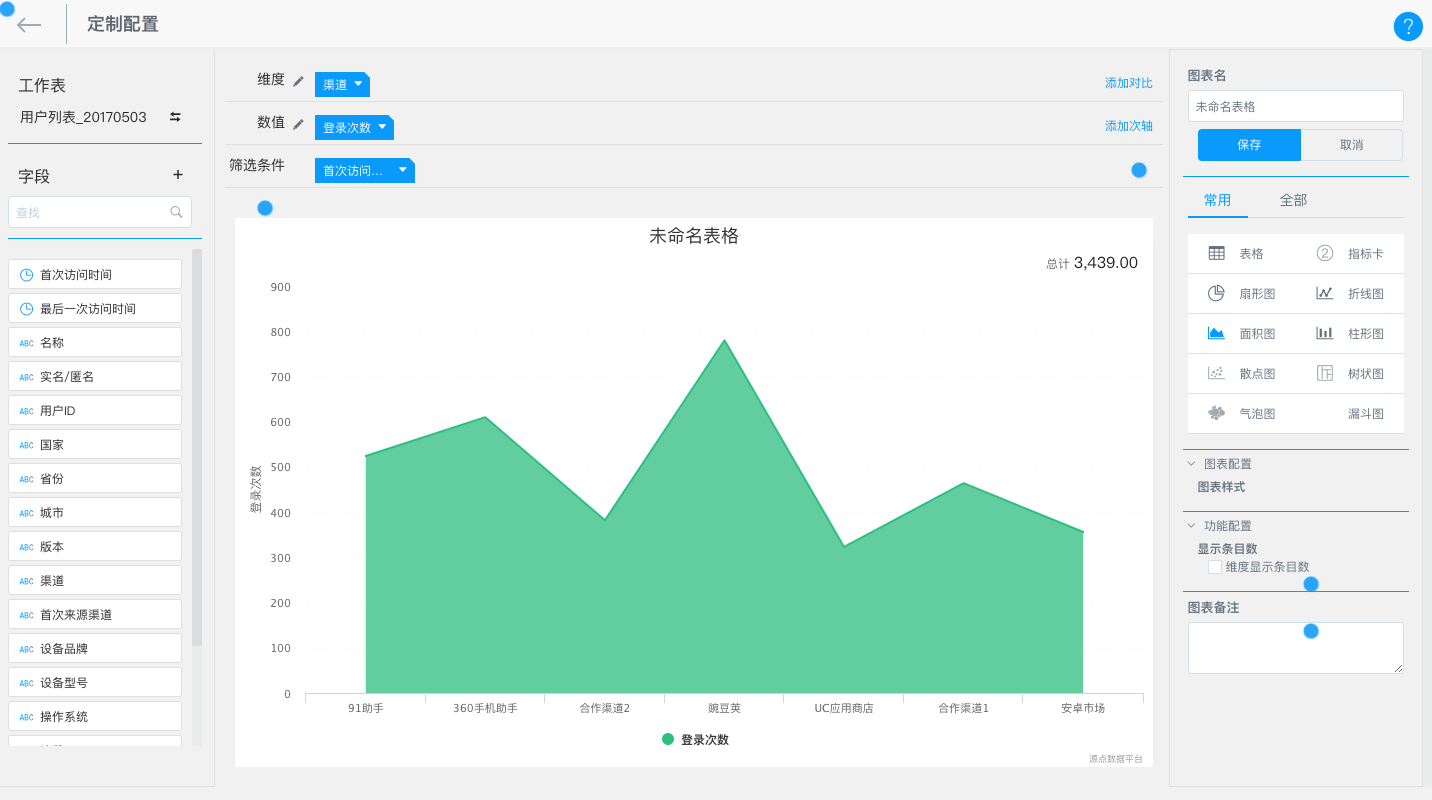 定制配置
?
工作表
用户列表_20170503
字段
+
查找
首次访问时间
最后一次访问时间
ABC 名称
ABC 实名/匿名
ABC 用户ID
ABC 国家
ABC 省份
ABC 城市
ABC 版本
ABC 渠道
ABC 首次来源渠道
ABC 设备品牌
ABC 设备型号
ABC 操作系统
维度
渠道
添加对比
数值
登录次数
添加次轴
筛选条件
首次访问...
未命名表格
总计 3,439.00
900
800
700
600
500
400
300
200
100
0
登录次数
91助手
360手机助手
合作渠道2
豌豆荚
UC应用商店
合作渠道1
安卓市场
登录次数
源点数据平台
图表名
未命名表格
保存
取消
常用
全部
表格
2 指标卡
扇形图
折线图
面积图
柱形图
散点图
树状图
气泡图
漏斗图
图表配置
图表样式
功能配置
显示条目数
维度显示条目数
图表备注